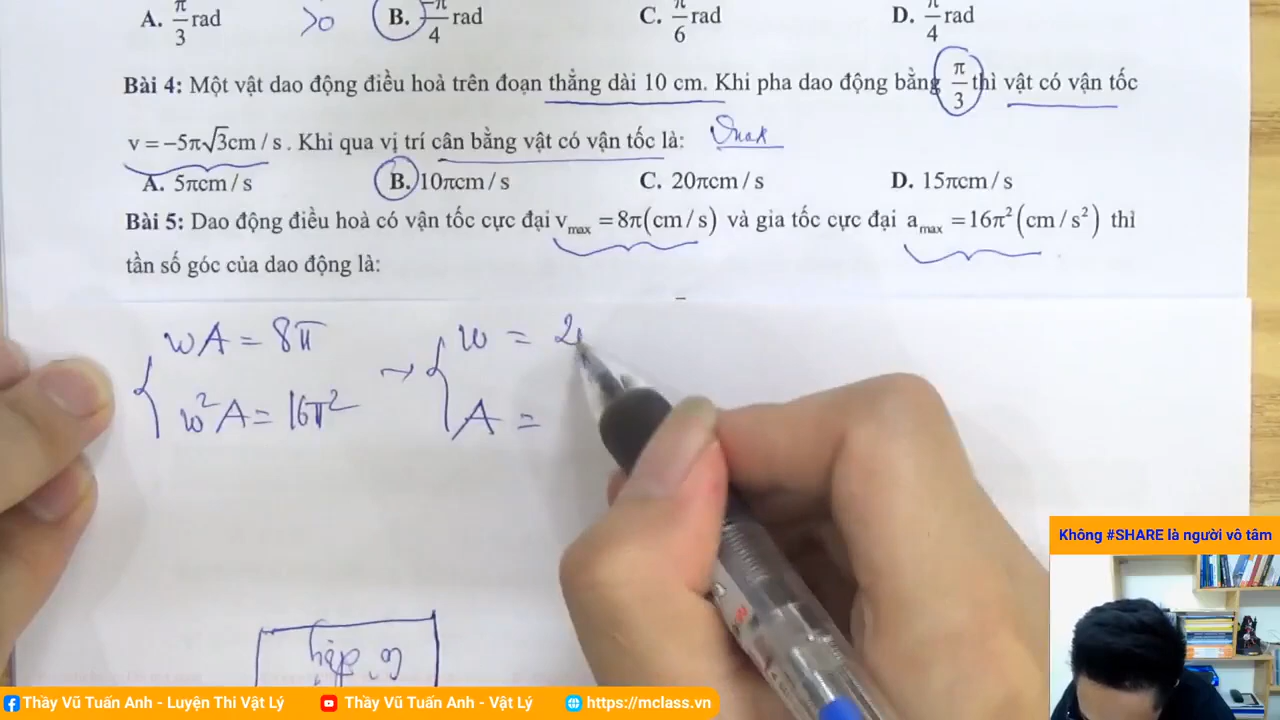 A. π/3 rad >0 B. -π/4 rad C. π/6 rad D. π/4 rad
Bài 4: Một vật dao động điều hoà trên đoạn thẳng dài 10 cm. Khi pha dao động bằng π/3 thì vật có vận tốc
v = −5π√3cm / s . Khi qua vị trí cân bằng vật có vận tốc là: Vmax
A. 5πcm / s B. 10πcm / s C. 20πcm / s D. 15πcm / s
Bài 5: Dao động điều hoà có vận tốc cực đại vmax = 8π(cm / s) và gia tốc cực đại amax = 16π²(cm / s²) thì
tần số góc của dao động là:
wA = 8π → w = 2
w²A = 16π² A =
Không #SHARE là người vô tâm
Thầy Vũ Tuấn Anh - Luyện Thi Vật Lý Thầy Vũ Tuấn Anh - Vật Lý https://mclass.vn